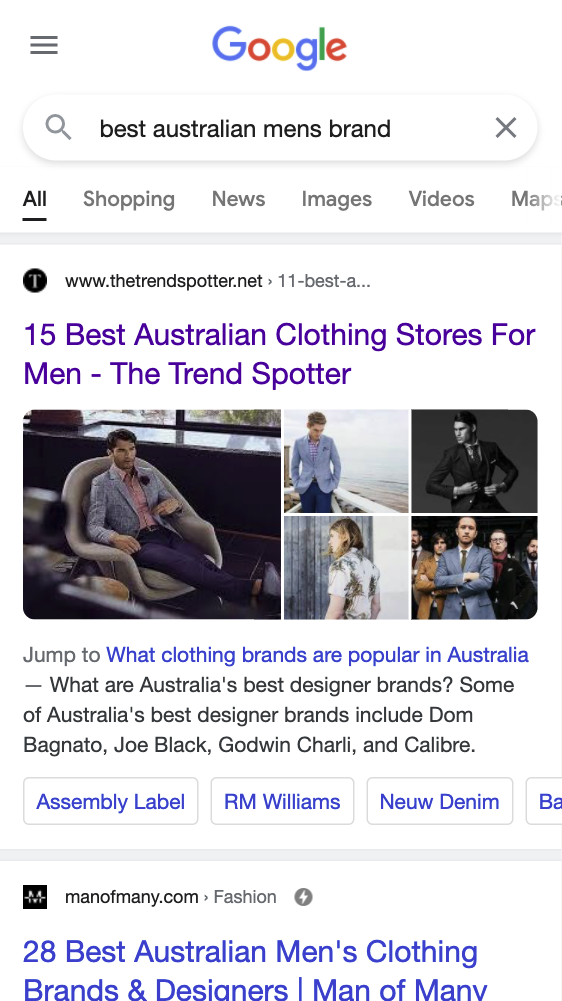 Google
best australian mens brand
All Shopping News Images Videos Maps
T www.thetrendspotter.net › 11-best-a...
15 Best Australian Clothing Stores For
Men - The Trend Spotter
Jump to What clothing brands are popular in Australia
— What are Australia's best designer brands? Some
of Australia's best designer brands include Dom
Bagnato, Joe Black, Godwin Charli, and Calibre.
Assembly Label RM Williams Neuw Denim Ba
M manofmany.com › Fashion
28 Best Australian Men's Clothing
Brands & Designers | Man of Many